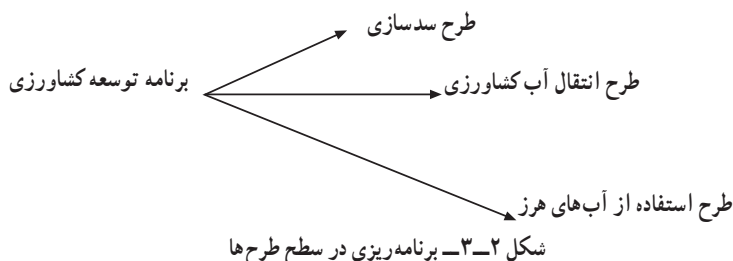 طرح سدسازی
برنامه توسعه کشاورزی
طرح انتقال آب کشاورزی
طرح استفاده از آب‌های هرز
شکل ۲ــ۳ــ برنامه‌ریزی در سطح طرح‌ها